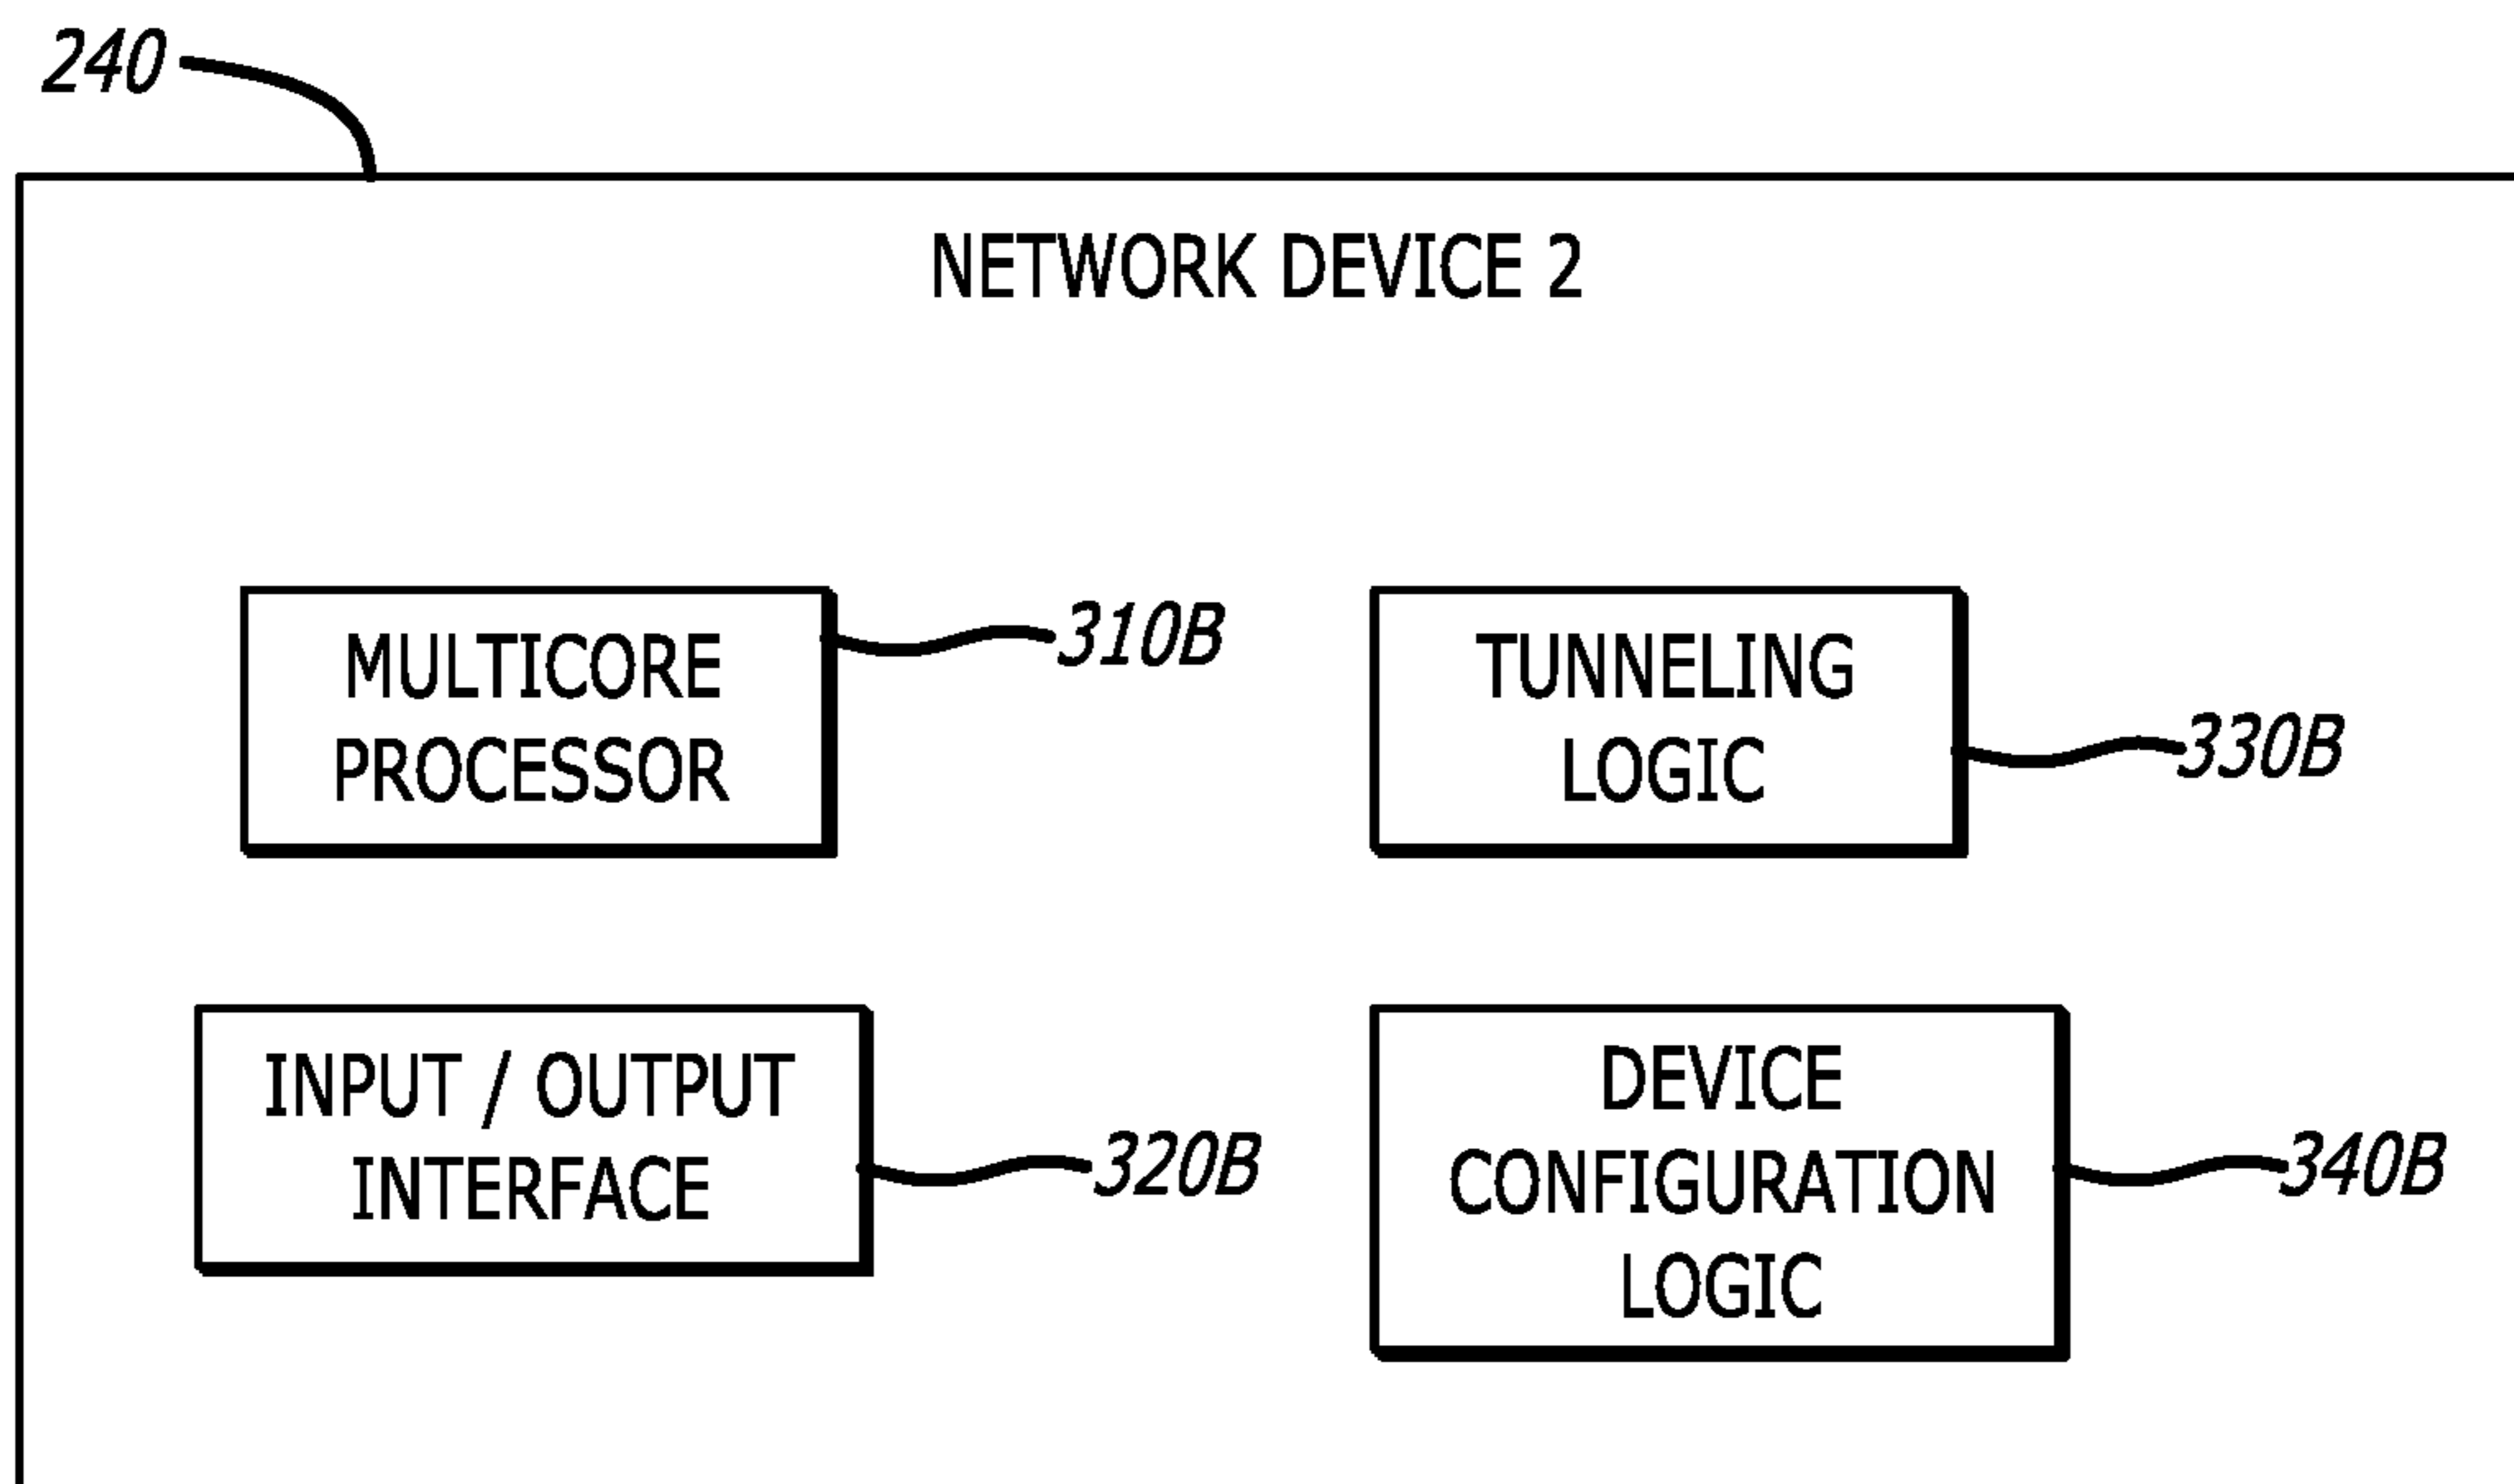 240
NETWORK DEVICE 2
MULTICORE
PROCESSOR
310B
TUNNELING
LOGIC
330B
INPUT / OUTPUT
INTERFACE
320B
DEVICE
CONFIGURATION
LOGIC
340B